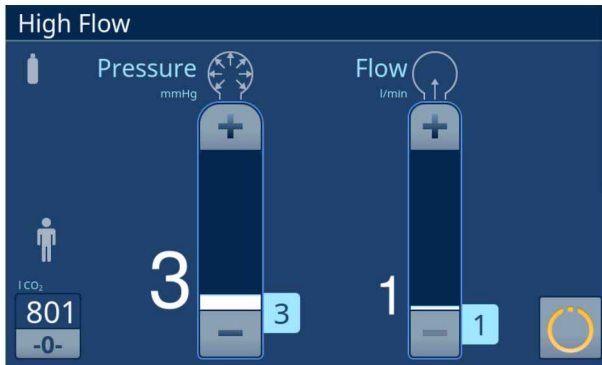 High Flow
Pressure
mmHg
Flow
l/min
+
+
3
3
1
1
−
−
l CO₂
801
-0-